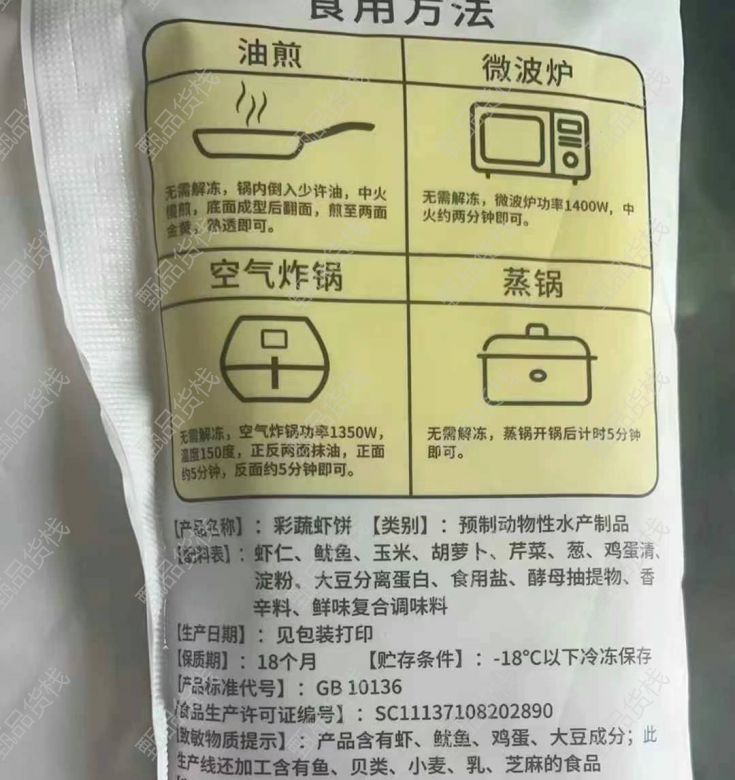 食用方法
油煎
微波炉
无需解冻，锅内倒入少许油，中火
慢煎，底面成型后翻面，煎至两面
金黄，熟透即可。
无需解冻，微波炉功率1400W，中
火约两分钟即可。
空气炸锅
蒸锅
无需解冻，空气炸锅功率1350W，
温度150度，正反两面抹油，正面
约5分钟，反面约5分钟即可。
无需解冻，蒸锅开锅后计时5分钟
即可。
【产品名称】：彩蔬虾饼 【类别】：预制动物性水产制品
【配料表】：虾仁、鱿鱼、玉米、胡萝卜、芹菜、葱、鸡蛋清、
淀粉、大豆分离蛋白、食用盐、酵母抽提物、香
辛料、鲜味复合调味料
【生产日期】：见包装打印
【保质期】：18个月 【贮存条件】：-18℃以下冷冻保存
【产品标准代号】：GB 10136
【食品生产许可证编号】：SC11137108202890
【致敏物质提示】：产品含有虾、鱿鱼、鸡蛋、大豆成分；此
生产线还加工含有鱼、贝类、小麦、乳、芝麻的食品
甄品货栈